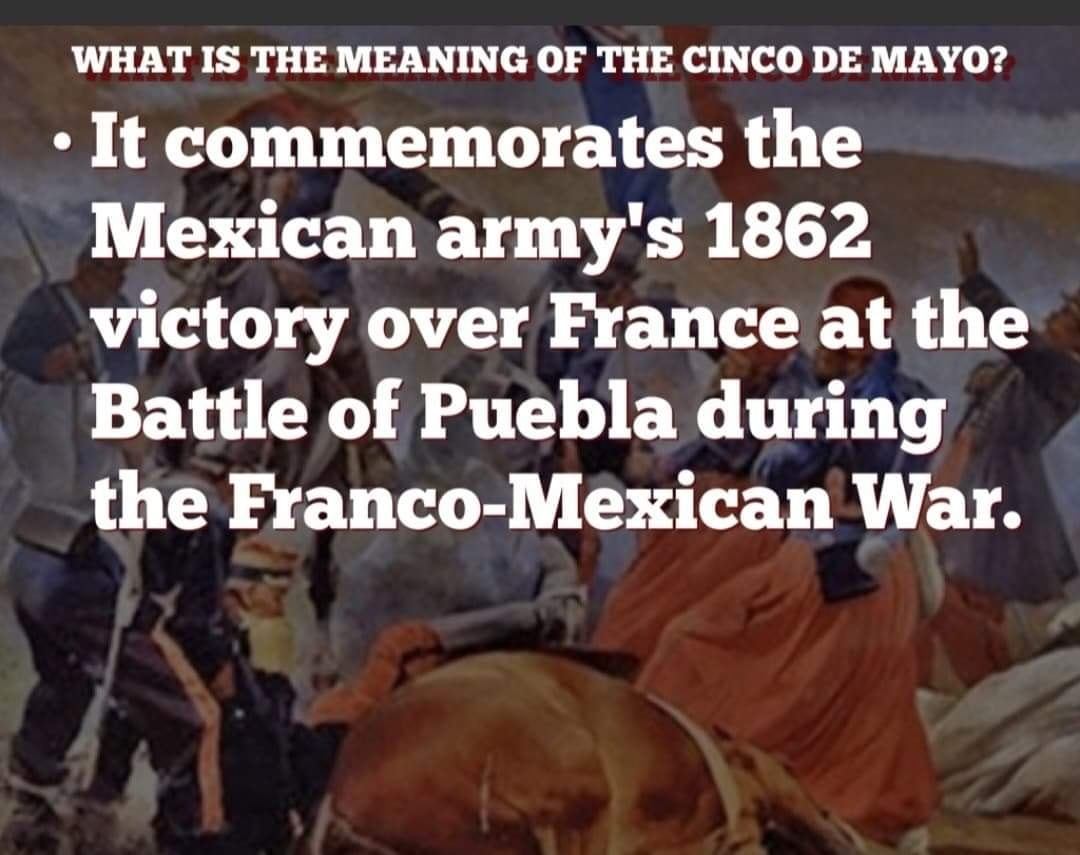 WHAT IS THE MEANING OF THE CINCO DE MAYO?
• It commemorates the
Mexican army's 1862
victory over France at the
Battle of Puebla during
the Franco-Mexican War.